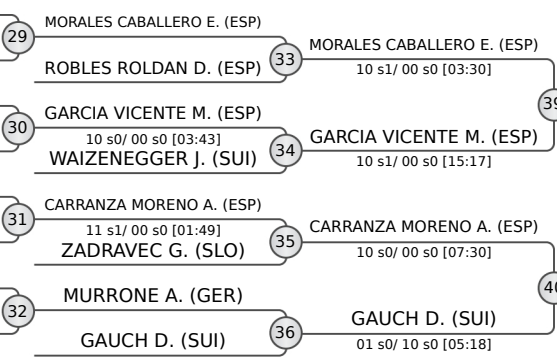 MORALES CABALLERO E. (ESP)
29
ROBLES ROLDAN D. (ESP)
33
MORALES CABALLERO E. (ESP)
10 s1/ 00 s0 [03:30]
39
GARCIA VICENTE M. (ESP)
30
10 s0/ 00 s0 [03:43]
WAIZENEGGER J. (SUI)
34
GARCIA VICENTE M. (ESP)
10 s1/ 00 s0 [15:17]
CARRANZA MORENO A. (ESP)
31
11 s1/ 00 s0 [01:49]
ZADRAVEC G. (SLO)
35
CARRANZA MORENO A. (ESP)
10 s0/ 00 s0 [07:30]
40
MURRONE A. (GER)
32
GAUCH D. (SUI)
36
GAUCH D. (SUI)
01 s0/ 10 s0 [05:18]